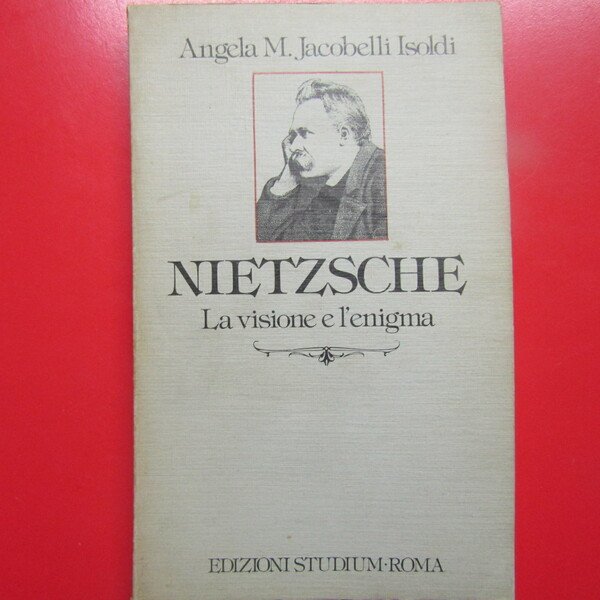 Angela M. Jacobelli Isoldi
NIETZSCHE
La visione e l'enigma
EDIZIONI STUDIUM·ROMA